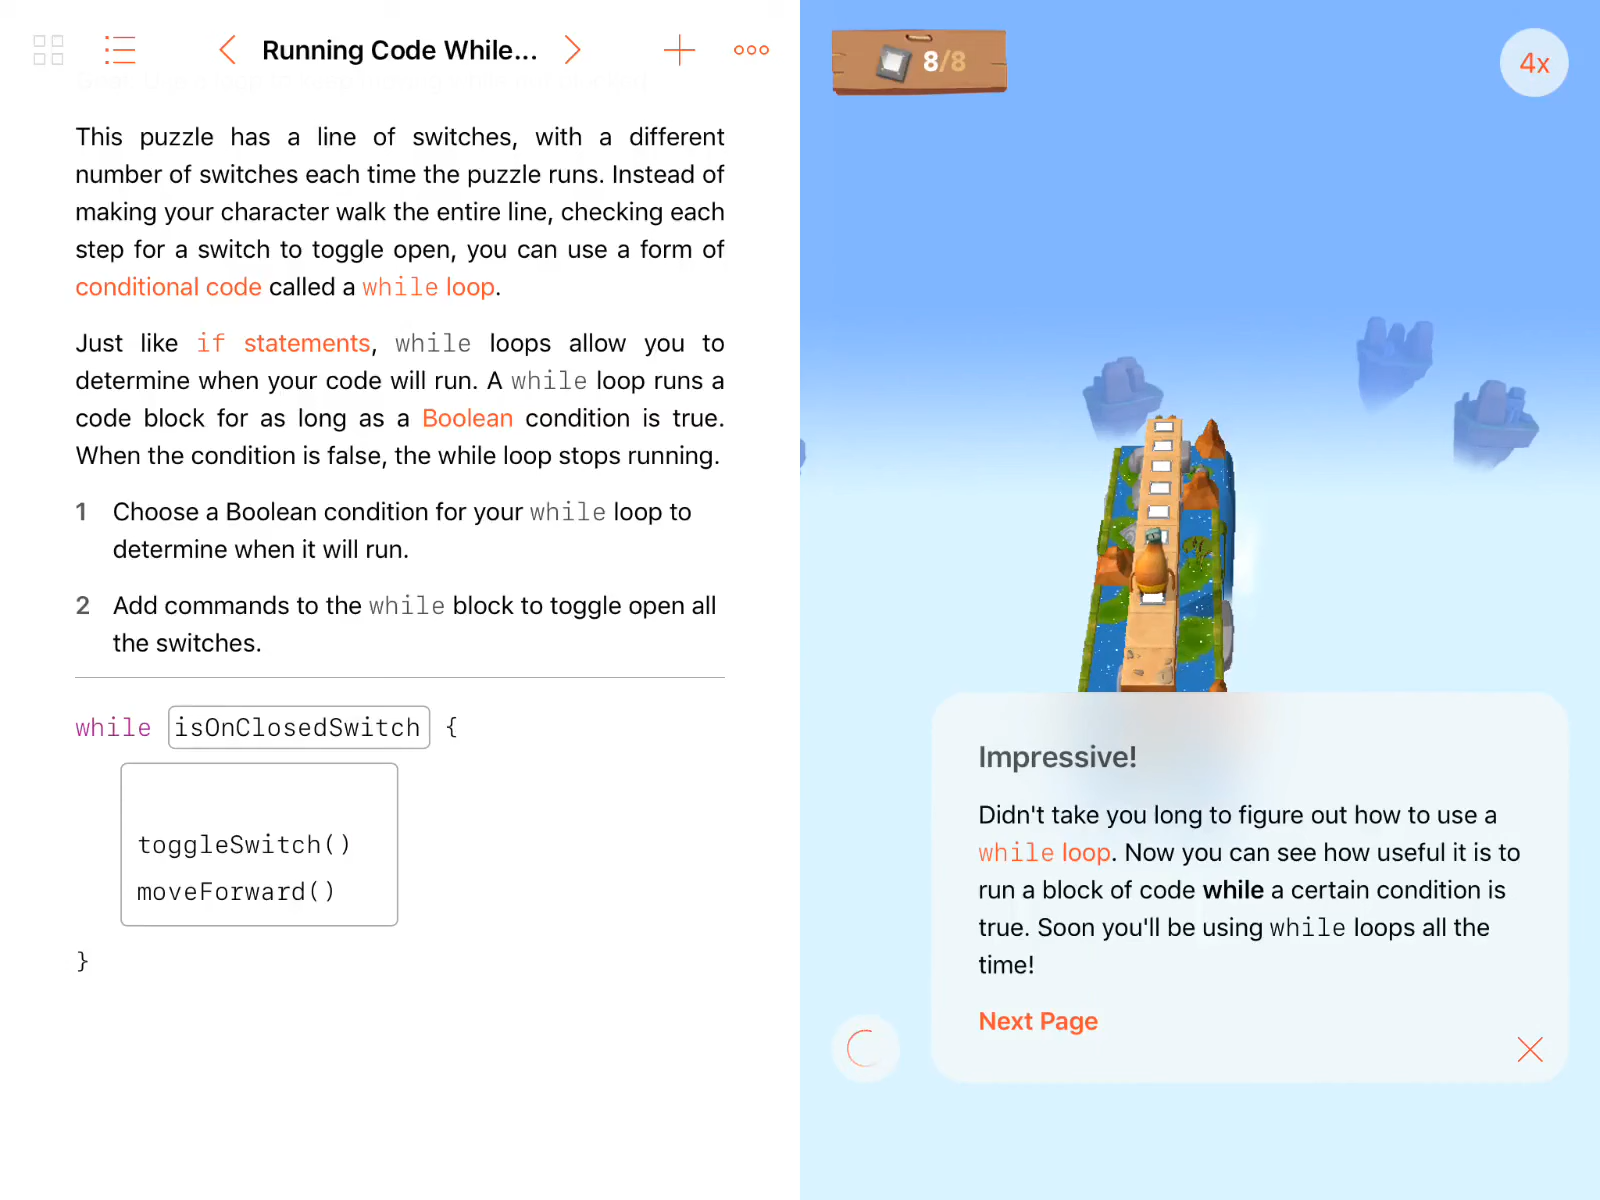 Running Code While...
This puzzle has a line of switches, with a different
number of switches each time the puzzle runs. Instead of
making your character walk the entire line, checking each
step for a switch to toggle open, you can use a form of
conditional code called a while loop.
Just like if statements, while loops allow you to
determine when your code will run. A while loop runs a
code block for as long as a Boolean condition is true.
When the condition is false, the while loop stops running.
1 Choose a Boolean condition for your while loop to
determine when it will run.
2 Add commands to the while block to toggle open all
the switches.
while isOnClosedSwitch {
toggleSwitch()
moveForward()
}
8/8
4x
Impressive!
Didn't take you long to figure out how to use a
while loop. Now you can see how useful it is to
run a block of code while a certain condition is
true. Soon you'll be using while loops all the
time!
Next Page